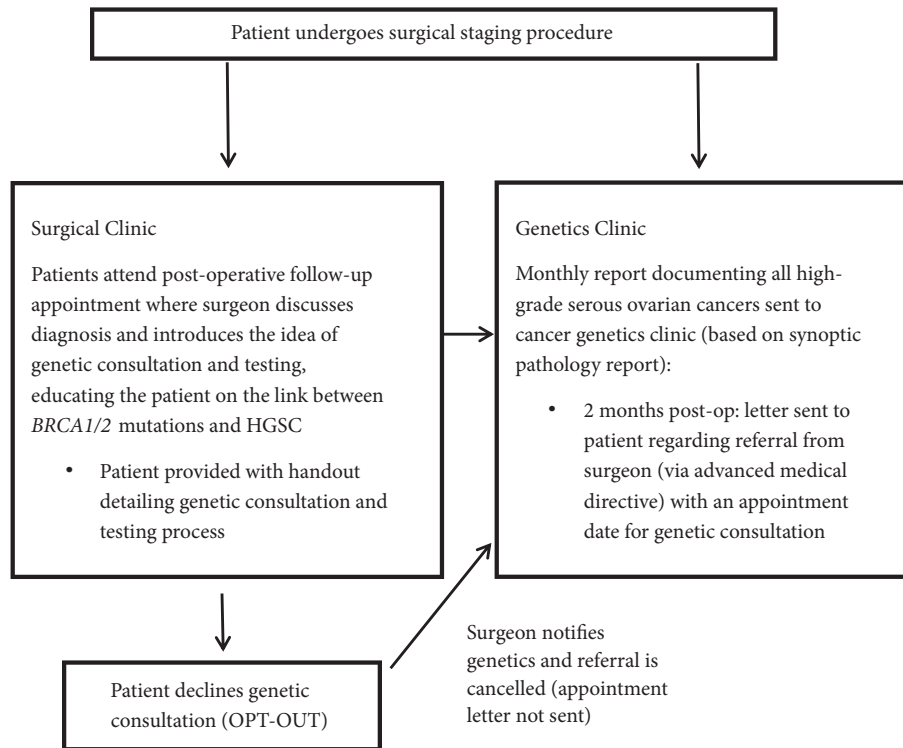 Patient undergoes surgical staging procedure
Surgical Clinic
Patients attend post-operative follow-up
appointment where surgeon discusses
diagnosis and introduces the idea of
genetic consultation and testing,
educating the patient on the link between
BRCA1/2 mutations and HGSC
• Patient provided with handout
detailing genetic consultation and
testing process
Genetics Clinic
Monthly report documenting all high-
grade serous ovarian cancers sent to
cancer genetics clinic (based on synoptic
pathology report):
• 2 months post-op: letter sent to
patient regarding referral from
surgeon (via advanced medical
directive) with an appointment
date for genetic consultation
Patient declines genetic
consultation (OPT-OUT)
Surgeon notifies
genetics and referral is
cancelled (appointment
letter not sent)